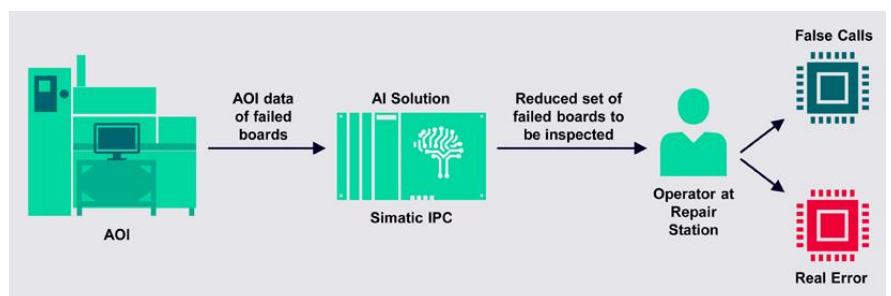 AOI
AOI data
of failed
boards
AI Solution
Simatic IPC
Reduced set of
failed boards to
be inspected
Operator at
Repair
Station
False Calls
Real Error